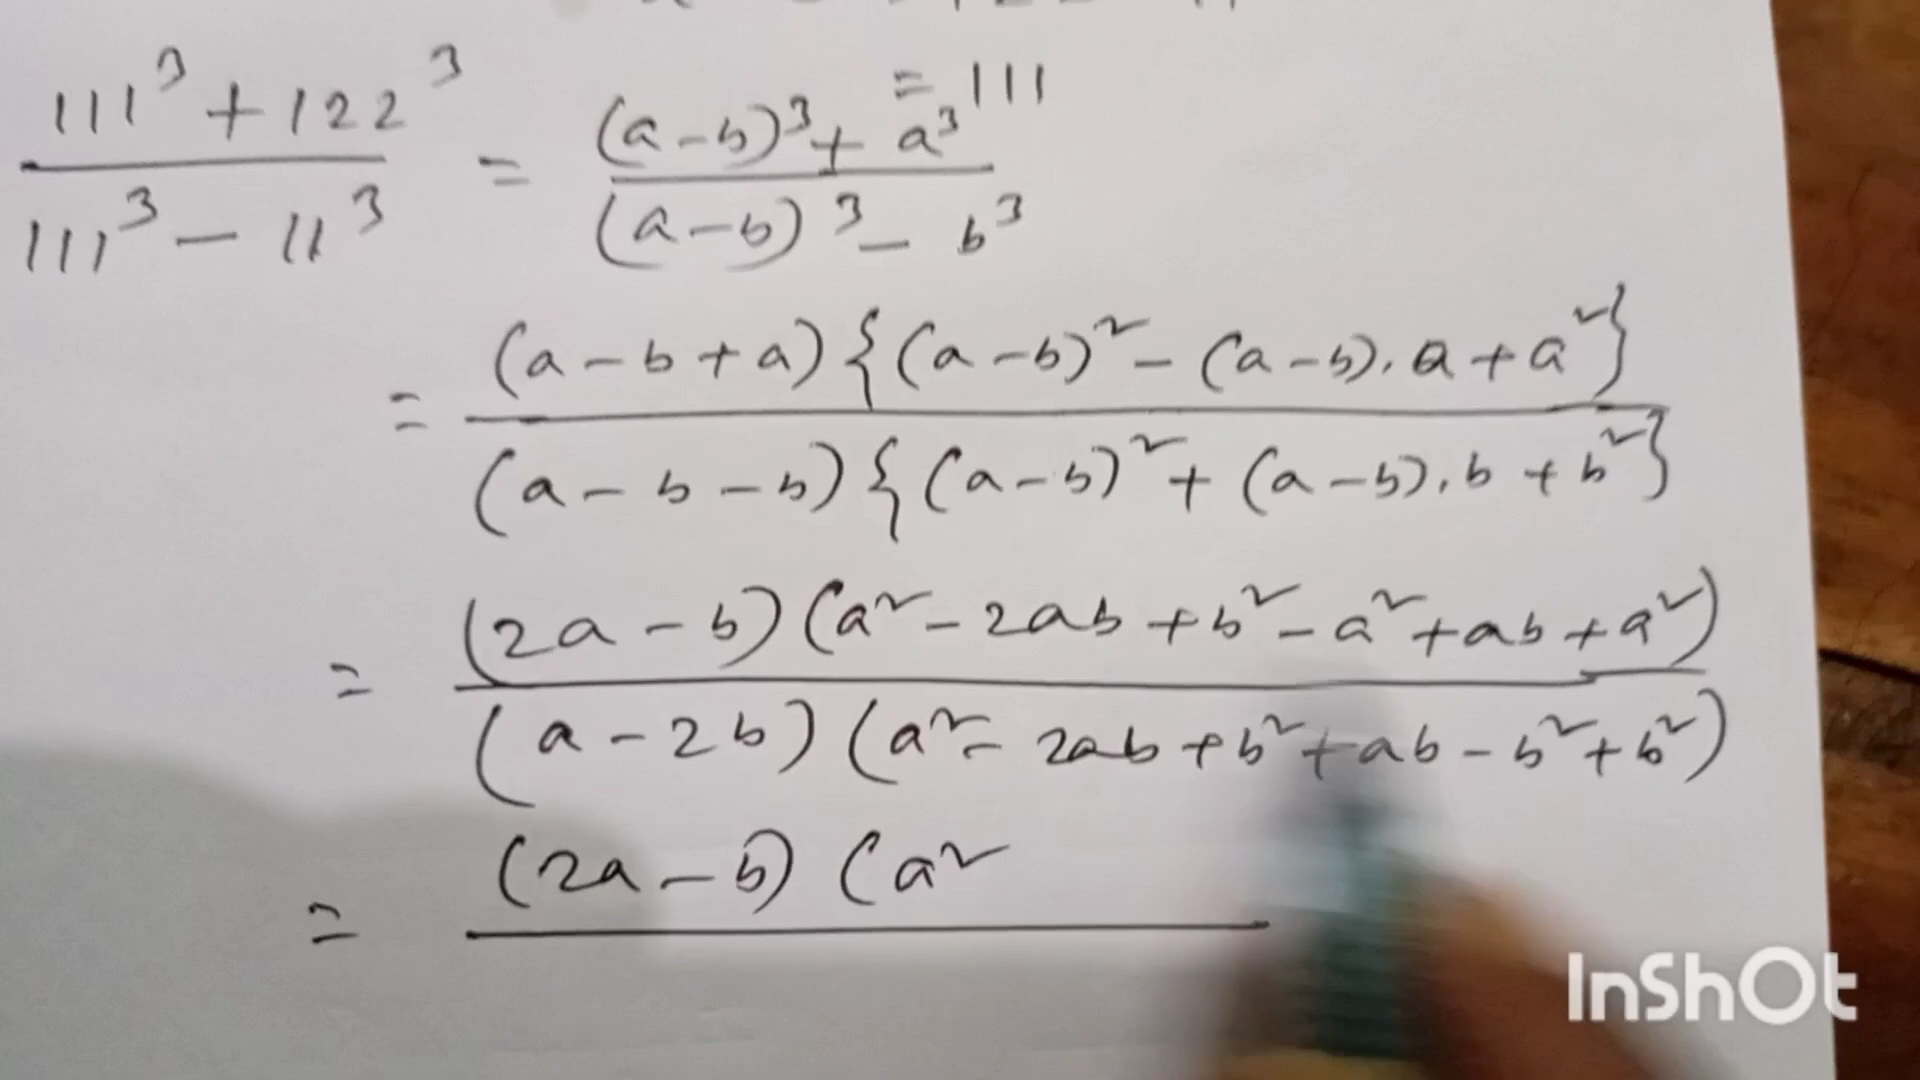 = 111
111³ + 122³ / 111³ - 11³ = (a-b)³ + a³ / (a-b)³ - b³
= (a-b+a){(a-b)² - (a-b).a + a²} / (a-b-b){(a-b)² + (a-b).b + b²}
= (2a-b)(a²-2ab+b²-a²+ab+a²) / (a-2b)(a²-2ab+b²+ab-b²+b²)
= (2a-b)(a²
InShOt